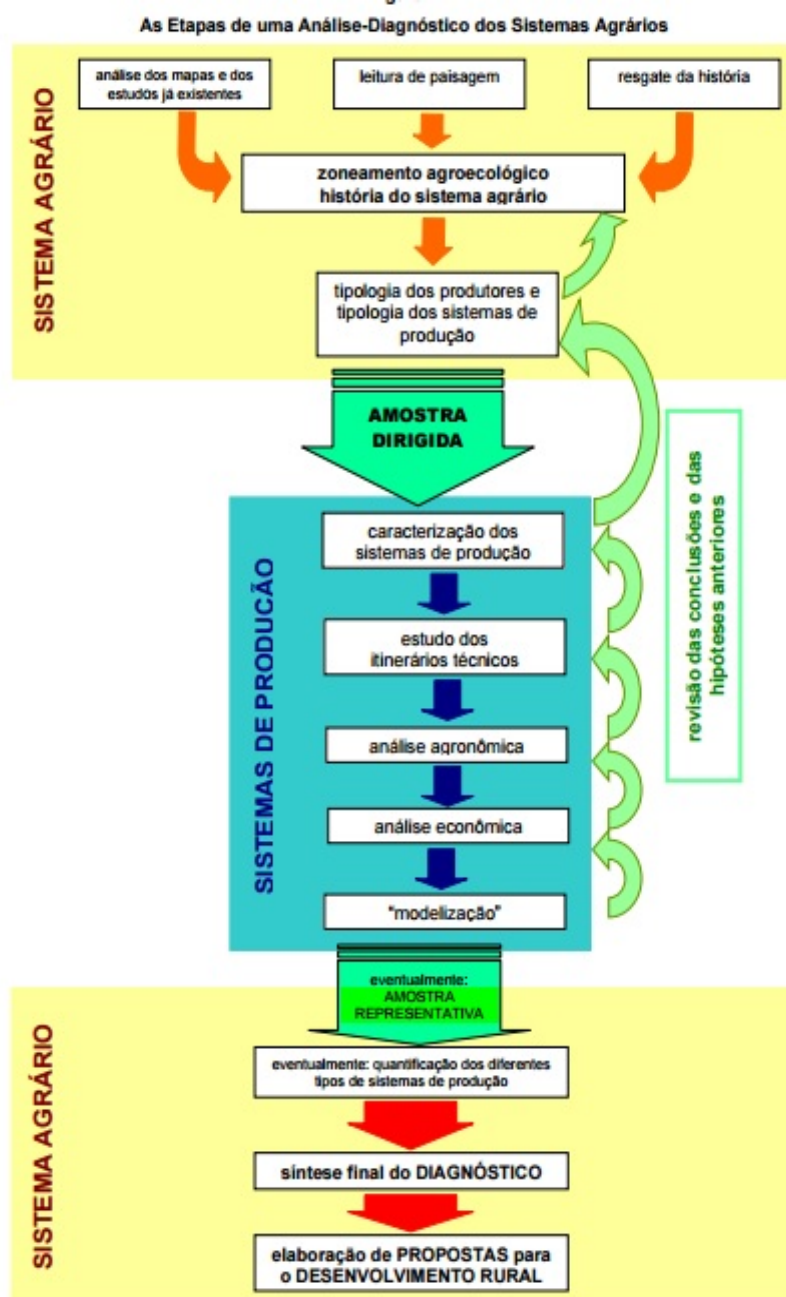 As Etapas de uma Análise-Diagnóstico dos Sistemas Agrários
SISTEMA AGRÁRIO
análise dos mapas e dos
estudos já existentes
leitura de paisagem
resgate da história
zoneamento agroecológico
história do sistema agrário
tipologia dos produtores e
tipologia dos sistemas de
produção
AMOSTRA
DIRIGIDA
revisão das conclusões e das
hipóteses anteriores
SISTEMAS DE PRODUCÃO
caracterização dos
sistemas de produção
estudo dos
itinerários técnicos
análise agronômica
análise econômica
"modelização"
eventualmente:
AMOSTRA
REPRESENTATIVA
SISTEMA AGRÁRIO
eventualmente: quantificação dos diferentes
tipos de sistemas de produção
síntese final do DIAGNÓSTICO
elaboração de PROPOSTAS para
o DESENVOLVIMENTO RURAL